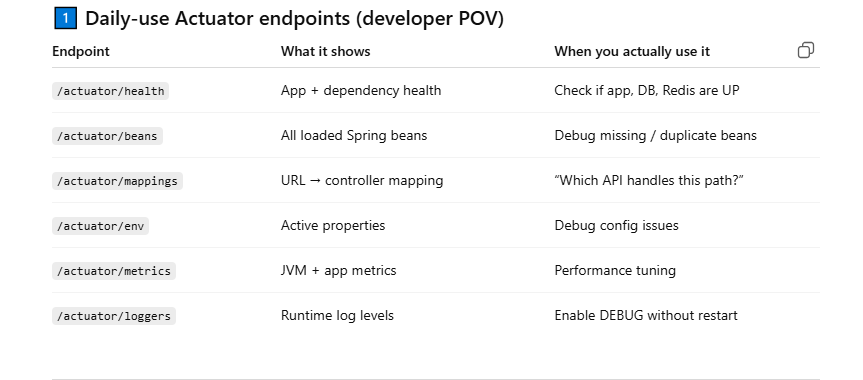 1 Daily-use Actuator endpoints (developer POV)
Endpoint What it shows When you actually use it
/actuator/health App + dependency health Check if app, DB, Redis are UP
/actuator/beans All loaded Spring beans Debug missing / duplicate beans
/actuator/mappings URL → controller mapping “Which API handles this path?”
/actuator/env Active properties Debug config issues
/actuator/metrics JVM + app metrics Performance tuning
/actuator/loggers Runtime log levels Enable DEBUG without restart